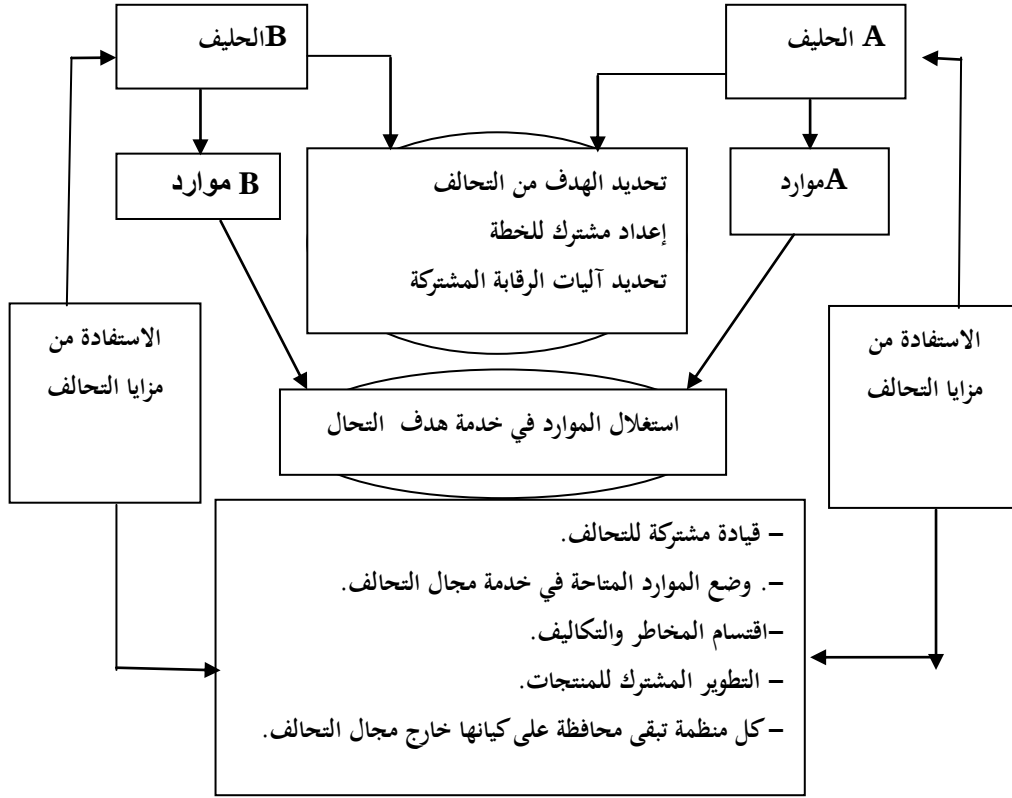 الحليف A
الحليفB
مواردA
تحديد الهدف من التحالف
إعداد مشترك للخطة
تحديد آليات الرقابة المشتركة
موارد B
الاستفادة من
مزايا التحالف
الاستفادة من
مزايا التحالف
استغلال الموارد في خدمة هدف التحال
– قيادة مشتركة للتحالف.
–. وضع الموارد المتاحة في خدمة مجال التحالف.
–اقتسام المخاطر والتكاليف.
– التطوير المشترك للمنتجات.
– كل منظمة تبقى محافظة على كيانها خارج مجال التحالف.